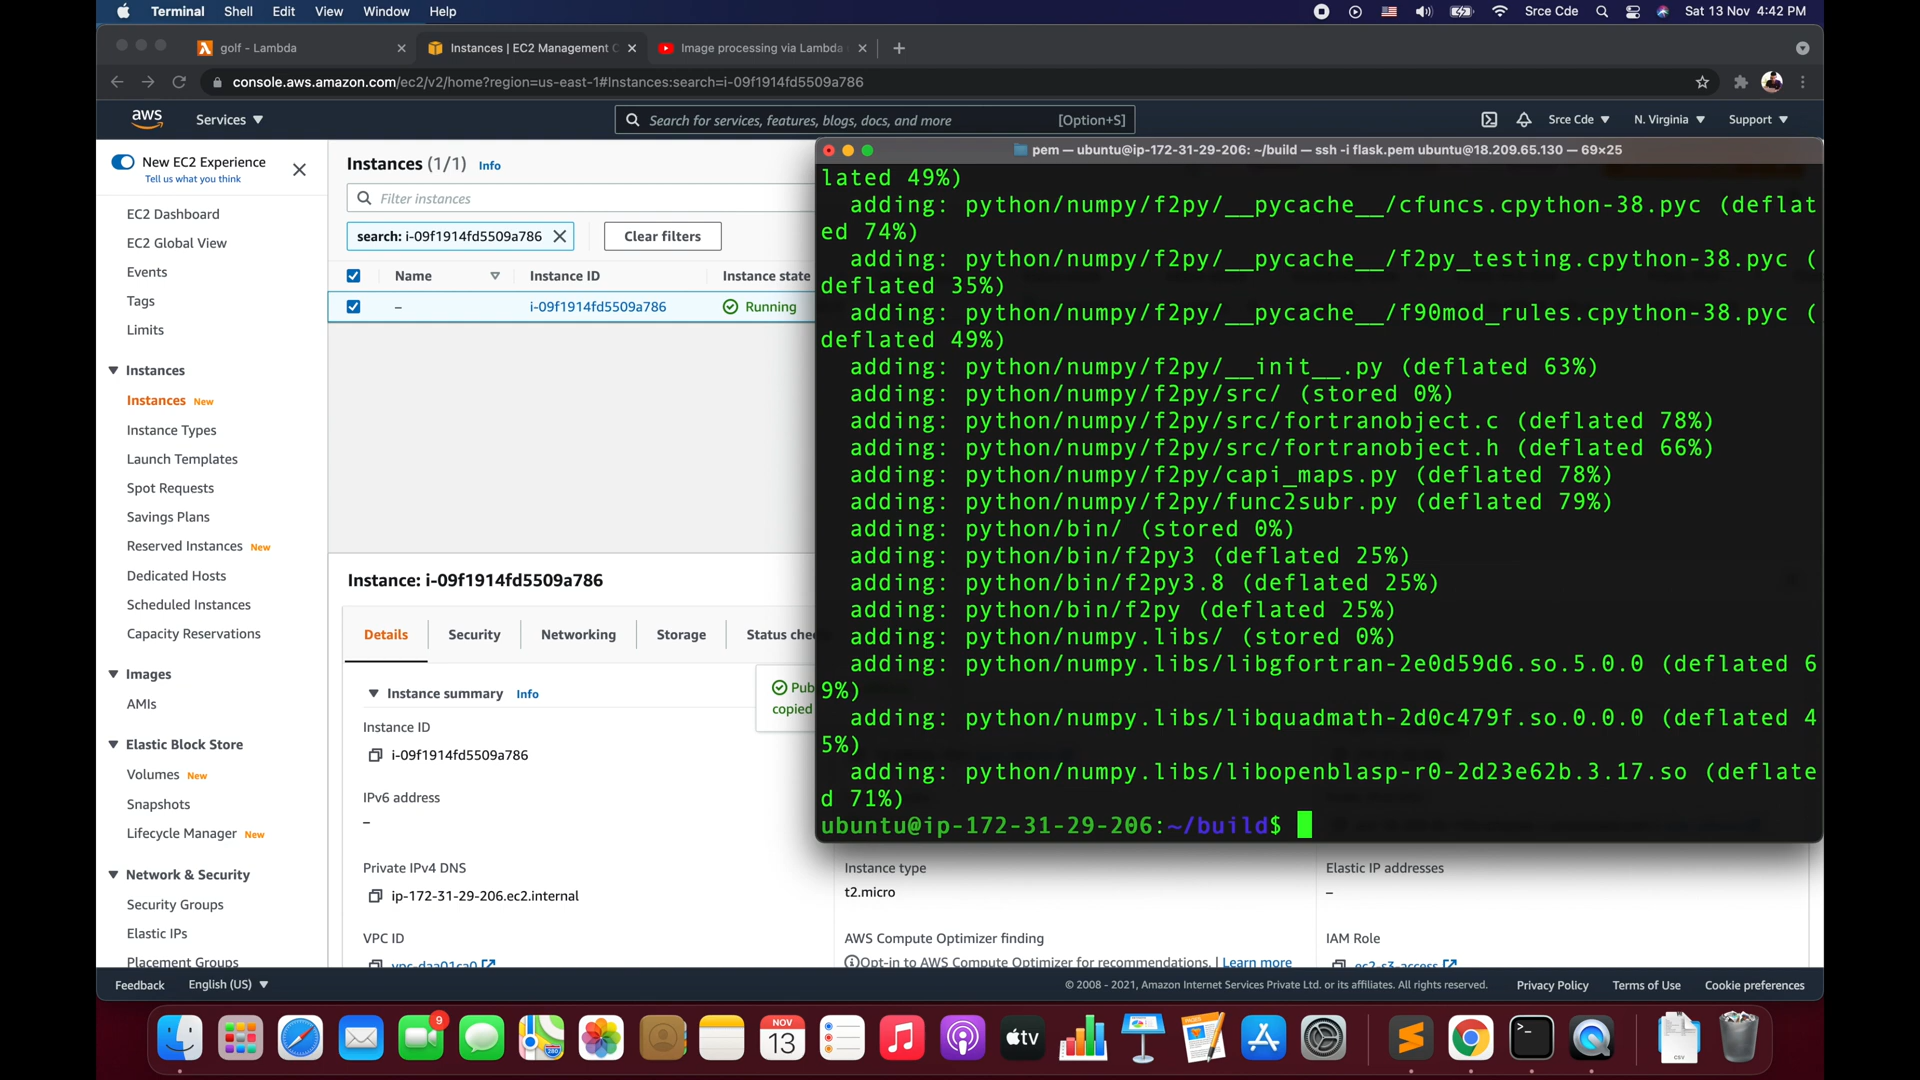 Terminal Shell Edit View Window Help Srce Cde Sat 13 Nov 4:42 PM
golf - Lambda Instances | EC2 Management C Image processing via Lambda
console.aws.amazon.com/ec2/v2/home?region=us-east-1#Instances:search=i-09f1914fd5509a786
aws Services Search for services, features, blogs, docs, and more [Option+S] Srce Cde N. Virginia Support
New EC2 Experience
Tell us what you think
EC2 Dashboard
EC2 Global View
Events
Tags
Limits
Instances
Instances New
Instance Types
Launch Templates
Spot Requests
Savings Plans
Reserved Instances New
Dedicated Hosts
Scheduled Instances
Capacity Reservations
Images
AMIs
Elastic Block Store
Volumes New
Snapshots
Lifecycle Manager New
Network & Security
Security Groups
Elastic IPs
Placement Groups
Instances (1/1) Info
Filter instances
search: i-09f1914fd5509a786 Clear filters
Name Instance ID Instance state
– i-09f1914fd5509a786 Running
Instance: i-09f1914fd5509a786
Details Security Networking Storage Status chec
Instance summary Info
Pub
copied
Instance ID
i-09f1914fd5509a786
IPv6 address
–
Private IPv4 DNS
ip-172-31-29-206.ec2.internal
VPC ID
vpc-daa01ca0
Instance type
t2.micro
AWS Compute Optimizer finding
Opt-in to AWS Compute Optimizer for recommendations. | Learn more
Elastic IP addresses
–
IAM Role
ec2-s3-access
pem — ubuntu@ip-172-31-29-206: ~/build — ssh -i flask.pem ubuntu@18.209.65.130 — 69×25
lated 49%)
adding: python/numpy/f2py/__pycache__/cfuncs.cpython-38.pyc (deflat
ed 74%)
adding: python/numpy/f2py/__pycache__/f2py_testing.cpython-38.pyc (
deflated 35%)
adding: python/numpy/f2py/__pycache__/f90mod_rules.cpython-38.pyc (
deflated 49%)
adding: python/numpy/f2py/__init__.py (deflated 63%)
adding: python/numpy/f2py/src/ (stored 0%)
adding: python/numpy/f2py/src/fortranobject.c (deflated 78%)
adding: python/numpy/f2py/src/fortranobject.h (deflated 66%)
adding: python/numpy/f2py/capi_maps.py (deflated 78%)
adding: python/numpy/f2py/func2subr.py (deflated 79%)
adding: python/bin/ (stored 0%)
adding: python/bin/f2py3 (deflated 25%)
adding: python/bin/f2py3.8 (deflated 25%)
adding: python/bin/f2py (deflated 25%)
adding: python/numpy.libs/ (stored 0%)
adding: python/numpy.libs/libgfortran-2e0d59d6.so.5.0.0 (deflated 6
9%)
adding: python/numpy.libs/libquadmath-2d0c479f.so.0.0.0 (deflated 4
5%)
adding: python/numpy.libs/libopenblasp-r0-2d23e62b.3.17.so (deflate
d 71%)
ubuntu@ip-172-31-29-206:~/build$
Feedback English (US) © 2008 - 2021, Amazon Internet Services Private Ltd. or its affiliates. All rights reserved. Privacy Policy Terms of Use Cookie preferences
9
NOV
13
tv
CSV